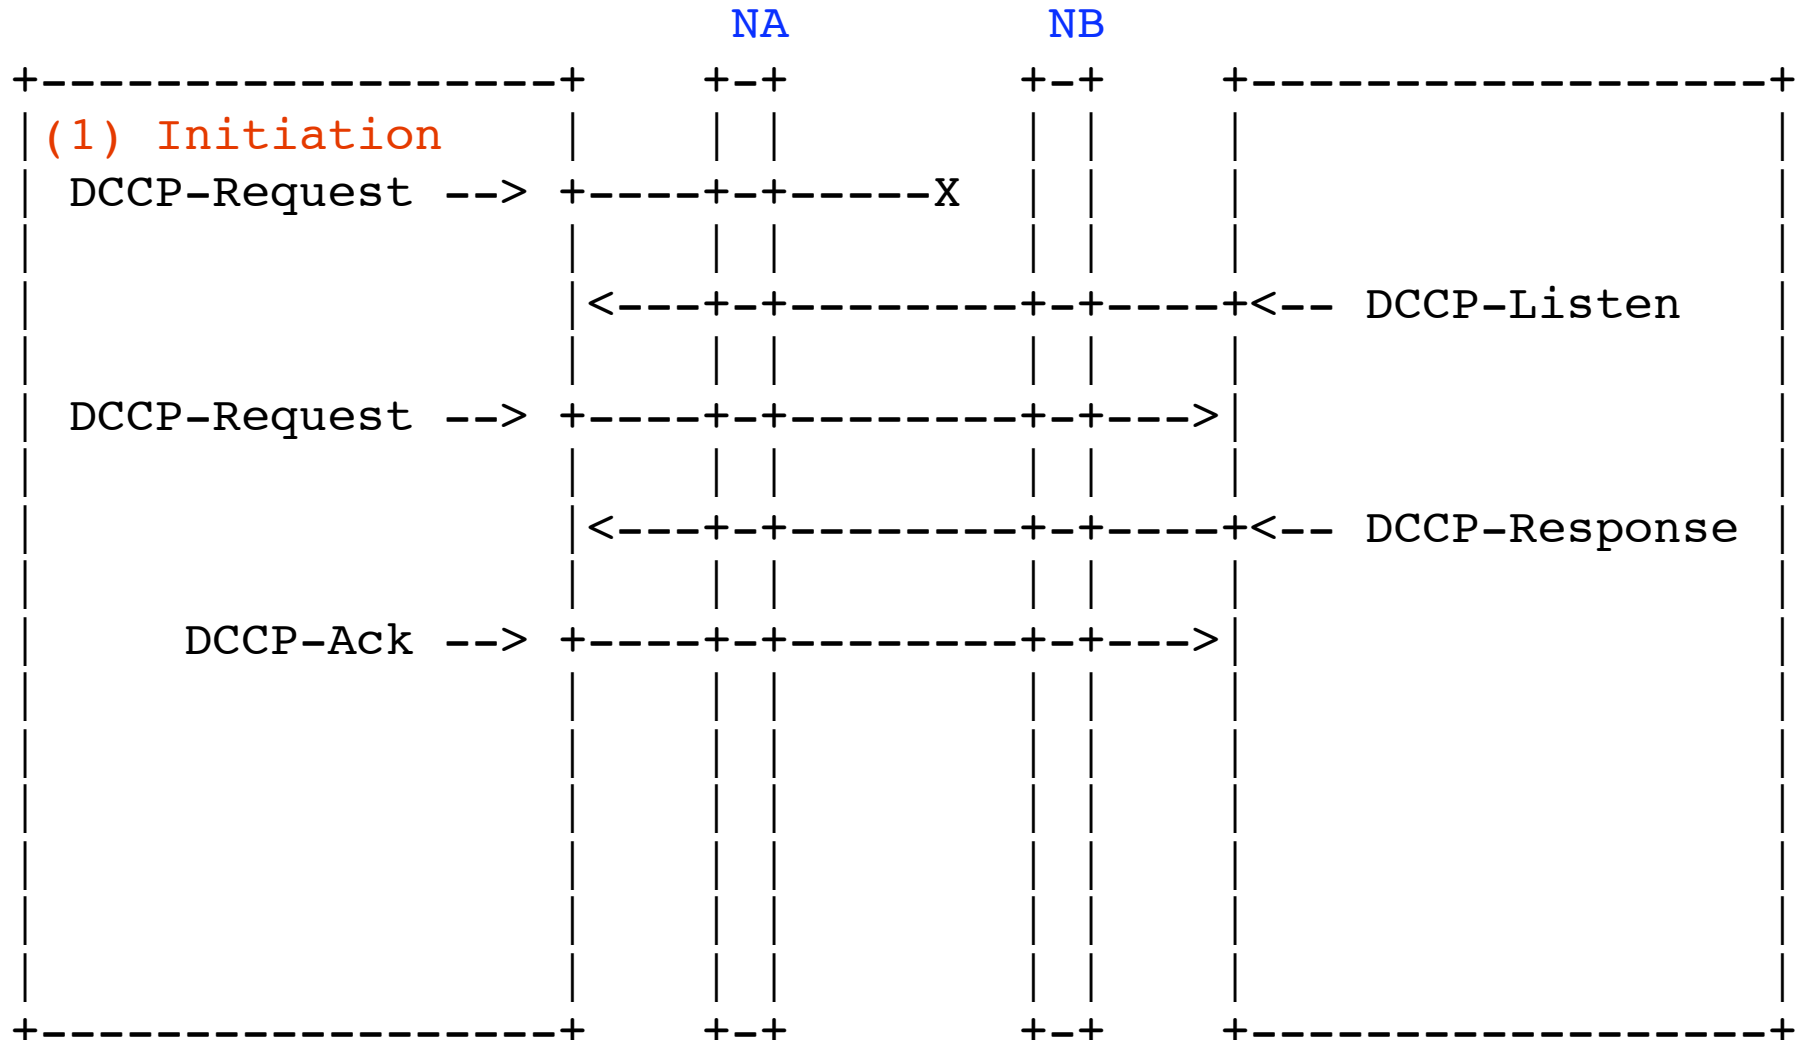 NA NB
+------------------+ +-+ +-+ +-------------------+
|(1) Initiation | | | | | | |
| DCCP-Request --> +----+-+-----X | | | |
| | | | | | | |
| |<---+-+--------+-+----+<-- DCCP-Listen |
| | | | | | | |
| DCCP-Request --> +----+-+--------+-+--->| |
| | | | | | | |
| |<---+-+--------+-+----+<-- DCCP-Response |
| | | | | | | |
| DCCP-Ack --> +----+-+--------+-+--->| |
| | | | | | | |
| | | | | | | |
| | | | | | | |
| | | | | | | |
| | | | | | | |
| | | | | | | |
+------------------+ +-+ +-+ +-------------------+